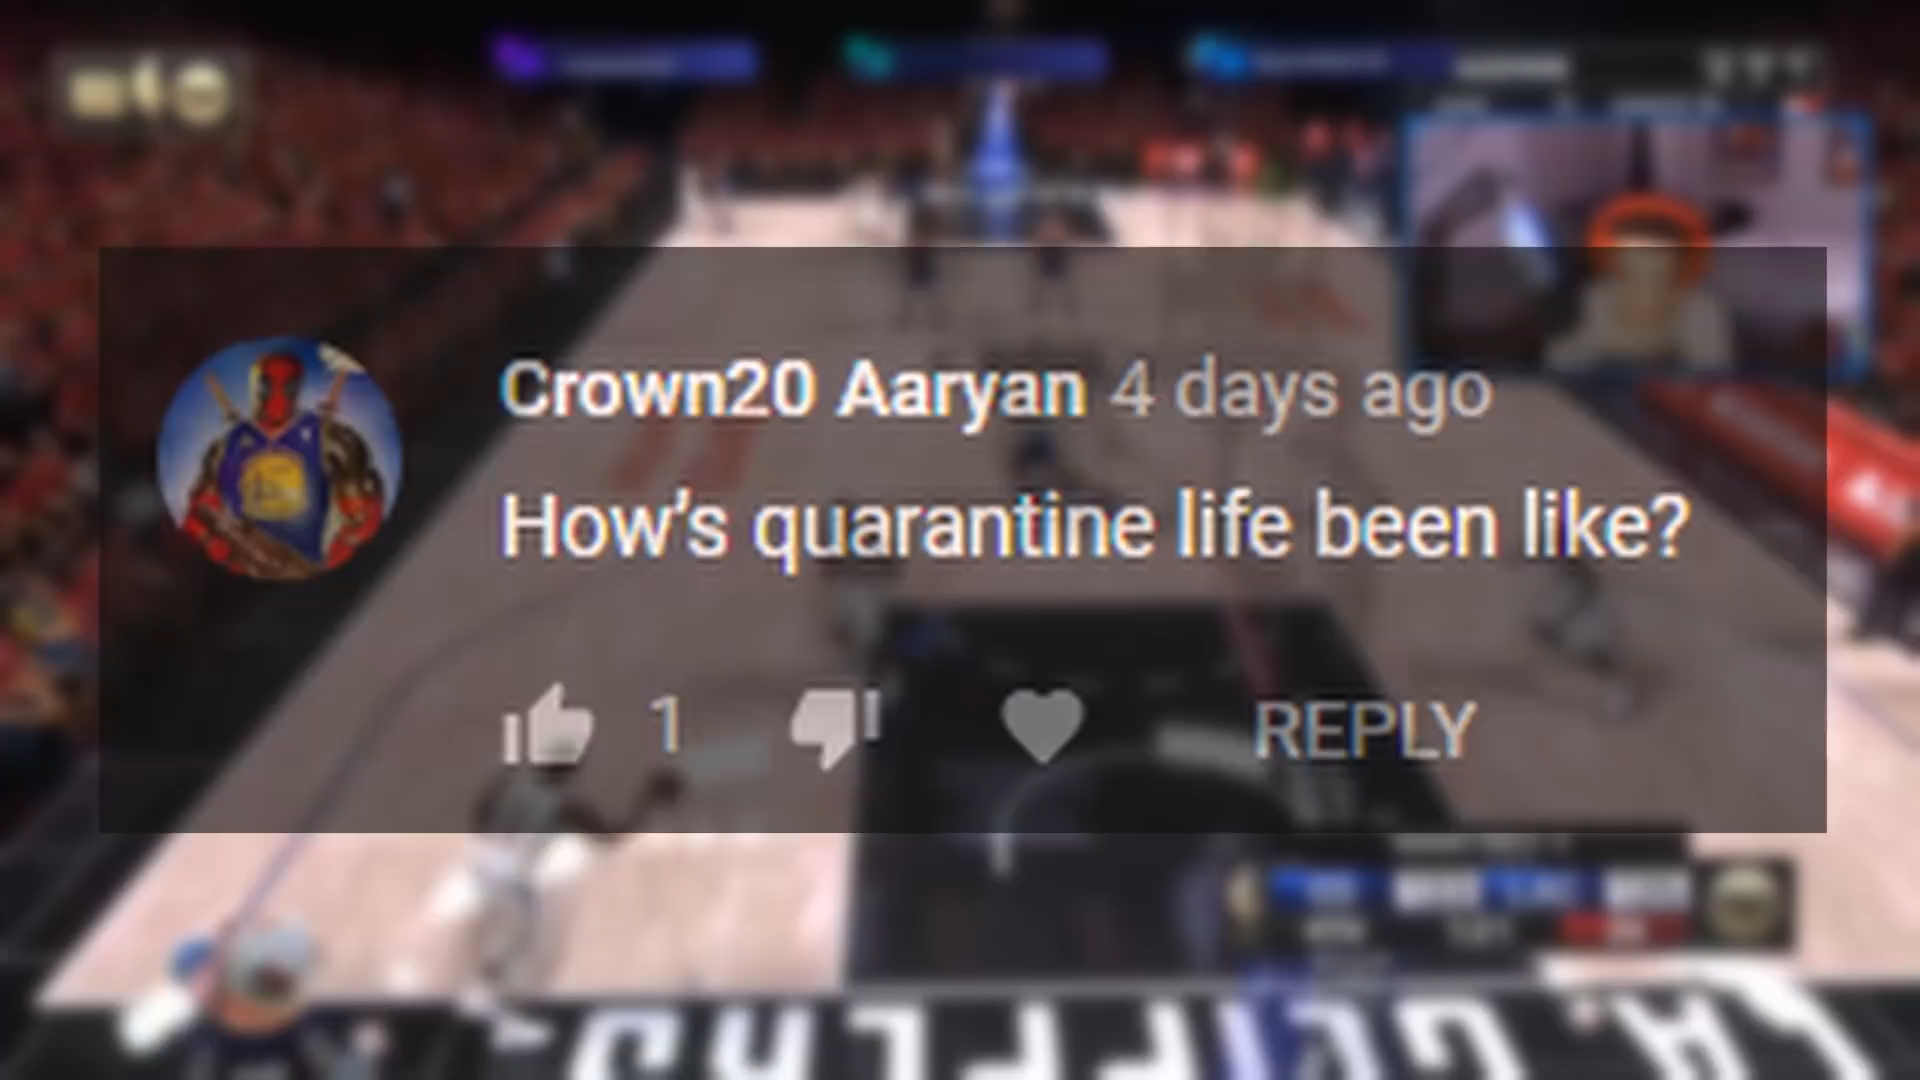 Crown20 Aaryan 4 days ago
How's quarantine life been like?
1 REPLY